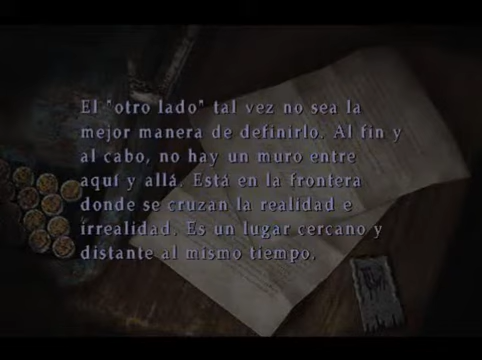 El "otro lado" tal vez no sea la
mejor manera de definirlo. Al fin y
al cabo, no hay un muro entre
aquí y allá. Está en la frontera
donde se cruzan la realidad e
irrealidad. Es un lugar cercano y
distante al mismo tiempo.